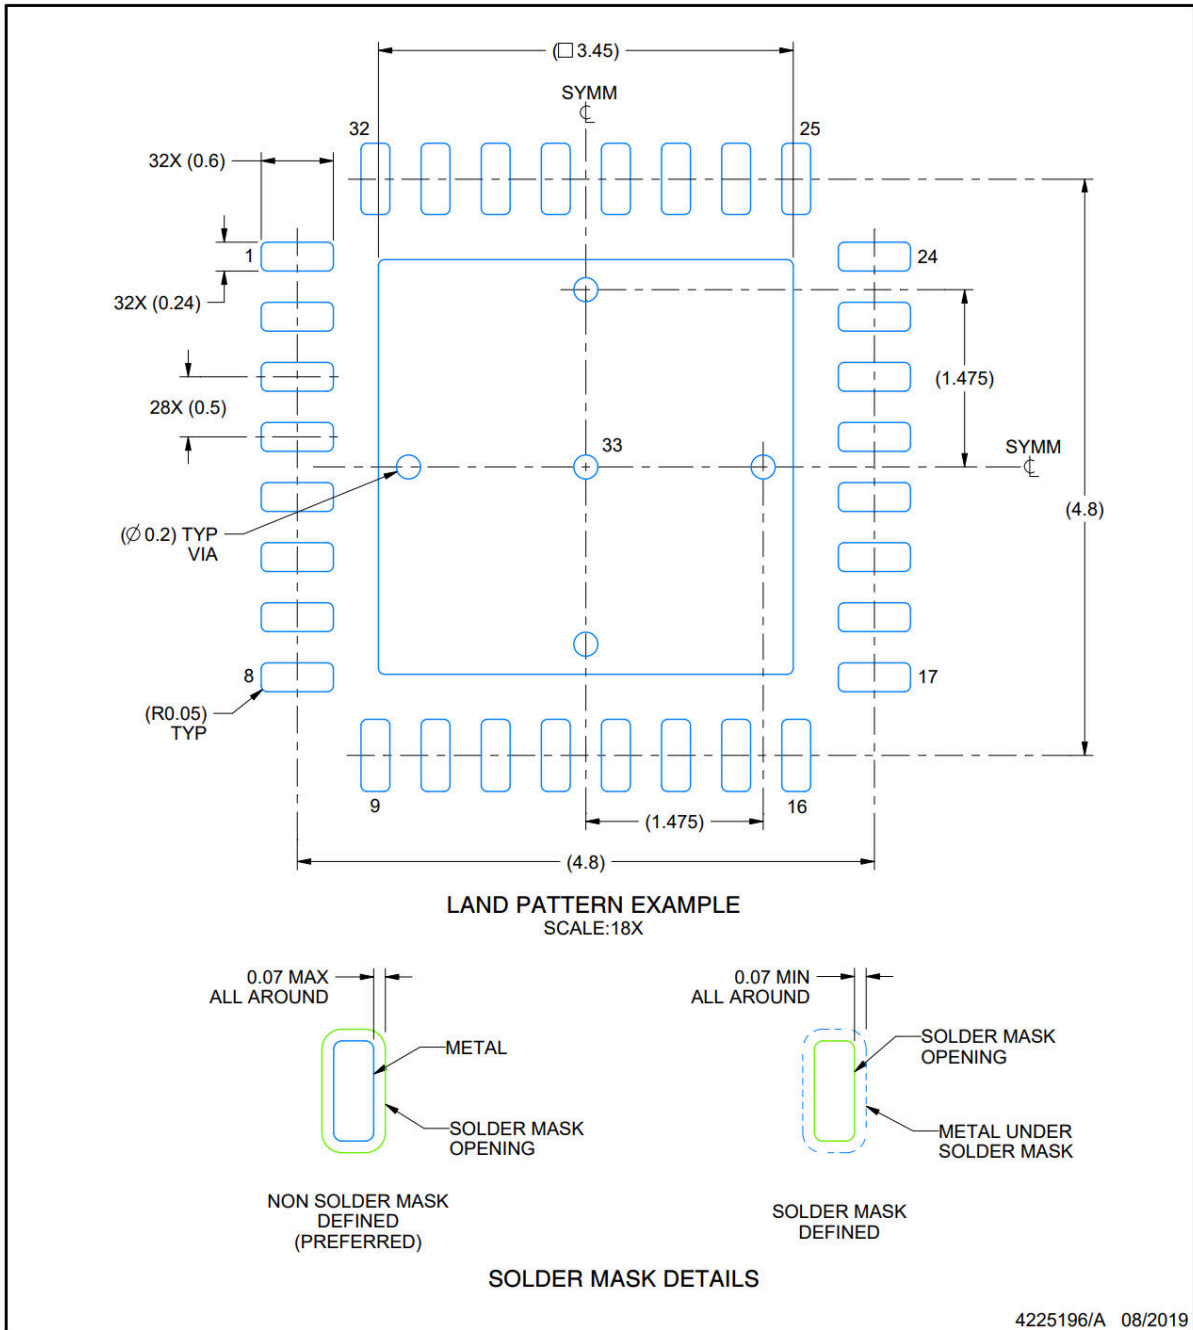 (□ 3.45)
SYMM
℄
32
25
32X (0.6)
1
24
32X (0.24)
(1.475)
28X (0.5)
33
SYMM
℄
(4.8)
(Ø 0.2) TYP
VIA
8
17
(R0.05)
TYP
9
16
(1.475)
(4.8)
LAND PATTERN EXAMPLE
SCALE:18X
0.07 MAX
ALL AROUND
METAL
SOLDER MASK
OPENING
NON SOLDER MASK
DEFINED
(PREFERRED)
0.07 MIN
ALL AROUND
SOLDER MASK
OPENING
METAL UNDER
SOLDER MASK
SOLDER MASK
DEFINED
SOLDER MASK DETAILS
4225196/A 08/2019